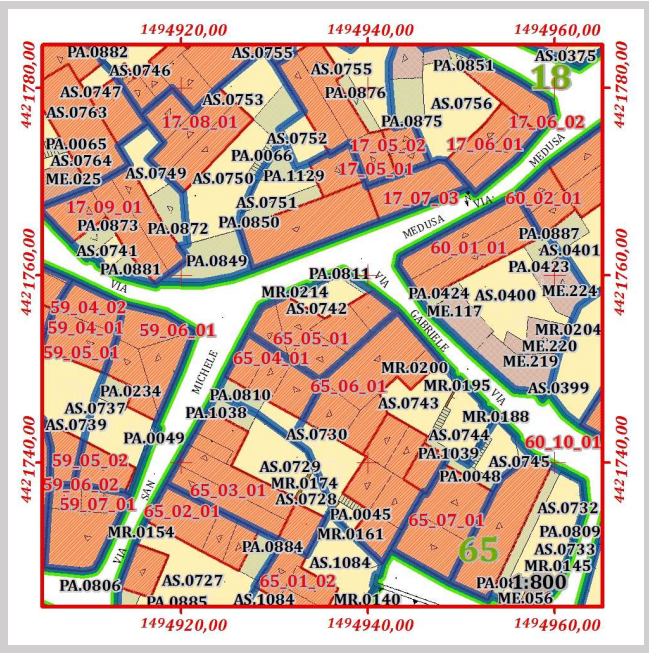 1494920,00 1494940,00 1494960,00
PA.0882 AS.0755 AS.0375
AS.0746 AS.0755 PA.0851 18
4421780,00 AS.0747 PA.0876 4421780,00
AS.0763 AS.0753 AS.0756
17_08_01 PA.0875 17_06_02
PA.0065 AS.0752 17_05_02 17_06_01 MEDUSA
AS.0764 PA.0066 17_05_01
ME.025 AS.0749 AS.0750 PA.1129
AS.0751 17_07_03 VIA 60_02_01
17_09_01 PA.0850
PA.0873 PA.0872 MEDUSA PA.0887
AS.0741 60_01_01 AS.0401
PA.0881 PA.0849 PA.0423
4421760,00 VIA PA.0811 VIA 4421760,00
MR.0214 PA.0424 AS.0400 ME.224
59_04_02 AS.0742 ME.117
59_04_01 59_06_01 GABRIELE MR.0204
65_05_01 ME.220
59_05_01 65_04_01 ME.219
MICHELE MR.0200
PA.0234 PA.0810 65_06_01 MR.0195 VIA AS.0399
AS.0737 PA.1038 AS.0743 MR.0188
AS.0739 PA.0049 AS.0730 AS.0744
60_10_01
59_05_02 AS.0729 PA.1039 AS.0745
4421740,00 MR.0174 PA.0048 4421740,00
59_06_02 SAN 65_03_01 AS.0728
59_07_01 65_02_01 PA.0045 65_07_01 AS.0732
MR.0154 MR.0161 PA.0809
PA.0884 65 AS.0733
VIA AS.1084 MR.0145
PA.0806 AS.0727 65_01_02 1:800
PA.0885 AS.1084 MR.0140 ME.056
1494920,00 1494940,00 1494960,00